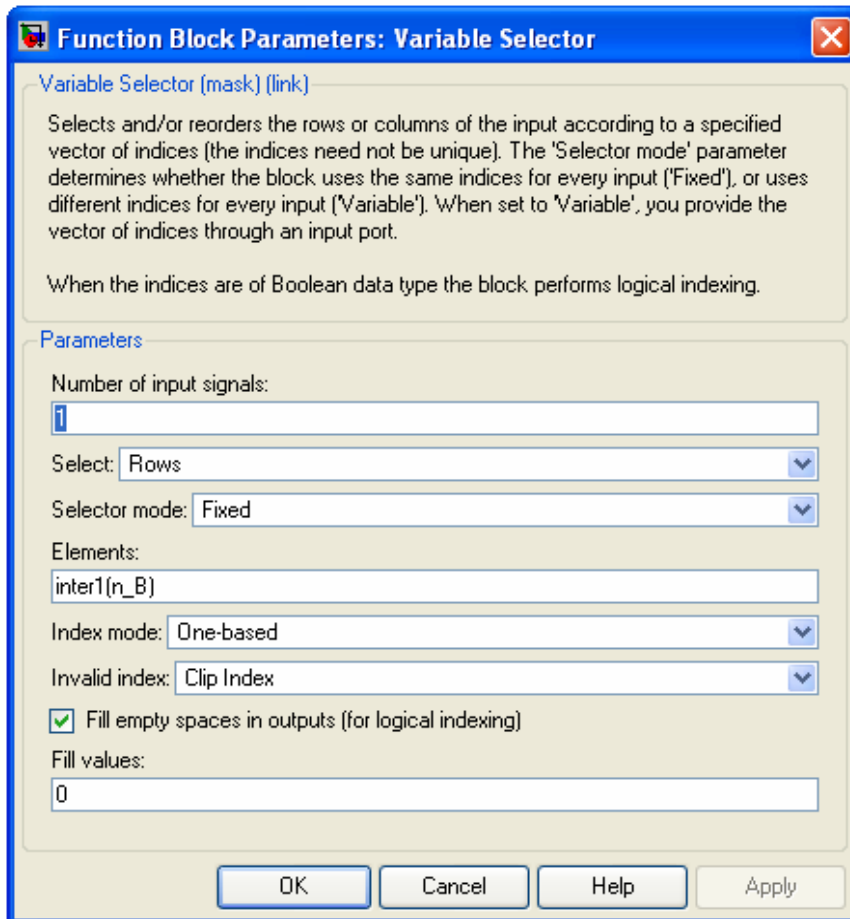 Function Block Parameters: Variable Selector
Variable Selector (mask) (link)
Selects and/or reorders the rows or columns of the input according to a specified
vector of indices (the indices need not be unique). The 'Selector mode' parameter
determines whether the block uses the same indices for every input ('Fixed'), or uses
different indices for every input ('Variable'). When set to 'Variable', you provide the
vector of indices through an input port.
When the indices are of Boolean data type the block performs logical indexing.
Parameters
Number of input signals:
1
Select: Rows
Selector mode: Fixed
Elements:
inter1(n_B)
Index mode: One-based
Invalid index: Clip Index
Fill empty spaces in outputs (for logical indexing)
Fill values:
0
OK Cancel Help Apply